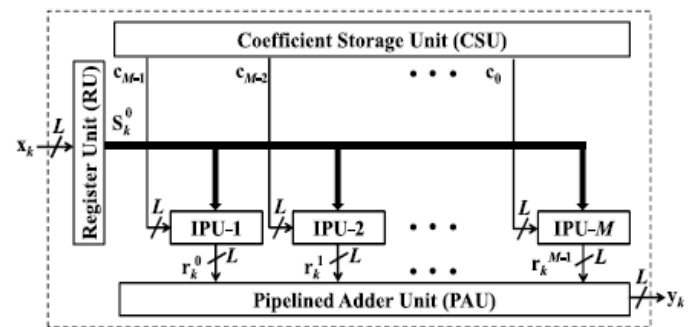 Coefficient Storage Unit (CSU)
c_{M-1} c_{M-2} • • • c_0
Register Unit (RU)
S_k^0
L
x_k
L L L
IPU-1 IPU-2 • • • IPU-M
r_k^0 L r_k^1 L • • • r_k^{M-1} L
L
Pipelined Adder Unit (PAU)
y_k